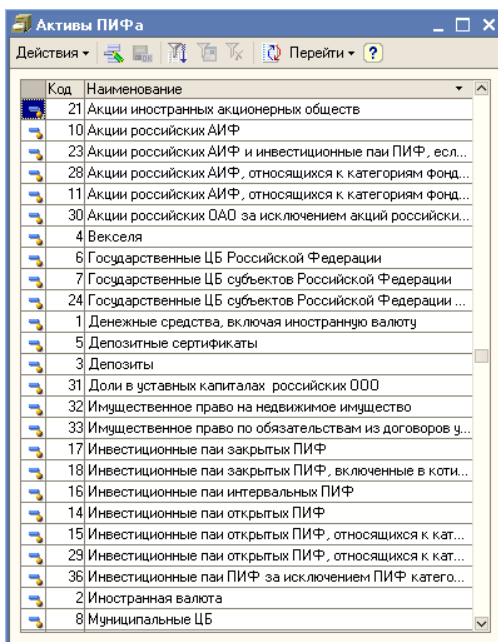 Активы ПИФа
Действия Перейти ?
Код Наименование
21 Акции иностранных акционерных обществ
10 Акции российских АИФ
23 Акции российских АИФ и инвестиционные паи ПИФ, есл...
28 Акции российских АИФ, относящихся к категориям фонд...
11 Акции российских АИФ, относящихся к категориям фонд...
30 Акции российских ОАО за исключением акций российски...
4 Векселя
6 Государственные ЦБ Российской Федерации
7 Государственные ЦБ субъектов Российской Федерации
24 Государственные ЦБ субъектов Российской Федерации ...
1 Денежные средства, включая иностранную валюту
5 Депозитные сертификаты
3 Депозиты
31 Доли в уставных капиталах российских ООО
32 Имущественное право на недвижимое имущество
33 Имущественное право по обязательствам из договоров у...
17 Инвестиционные паи закрытых ПИФ
18 Инвестиционные паи закрытых ПИФ, включенные в коти...
16 Инвестиционные паи интервальных ПИФ
14 Инвестиционные паи открытых ПИФ
15 Инвестиционные паи открытых ПИФ, относящихся к кат...
29 Инвестиционные паи открытых ПИФ, относящихся к кат...
36 Инвестиционные паи ПИФ за исключением ПИФ катего...
2 Иностранная валюта
8 Муниципальные ЦБ